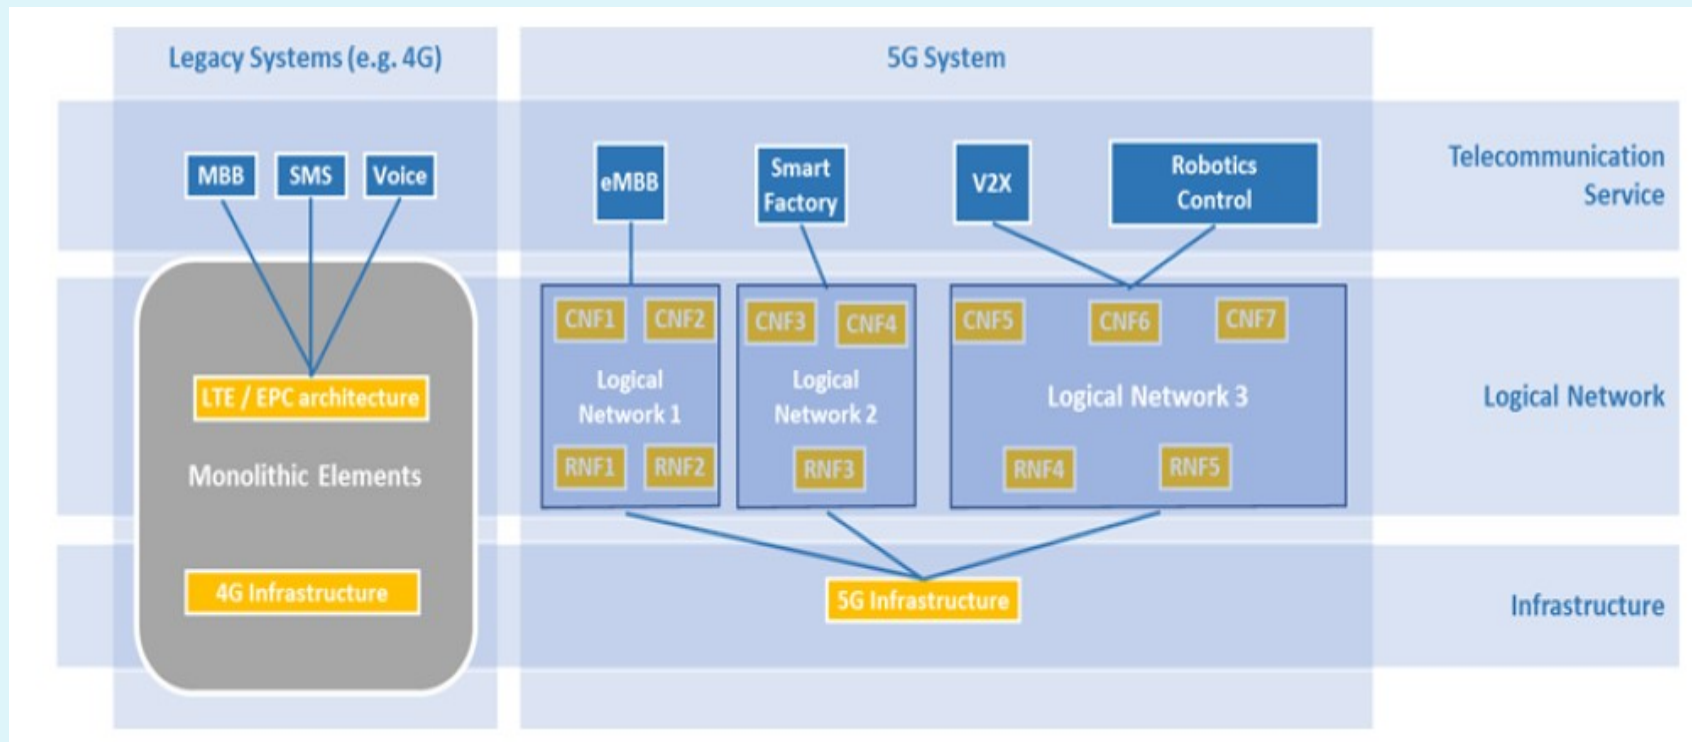 Legacy Systems (e.g. 4G)
5G System
MBB
SMS
Voice
eMBB
Smart
Factory
V2X
Robotics
Control
Telecommunication
Service
CNF1
CNF2
CNF3
CNF4
CNF5
CNF6
CNF7
LTE / EPC architecture
Logical
Network 1
Logical
Network 2
Logical Network 3
Logical Network
Monolithic Elements
RNF1
RNF2
RNF3
RNF4
RNF5
4G Infrastructure
5G Infrastructure
Infrastructure